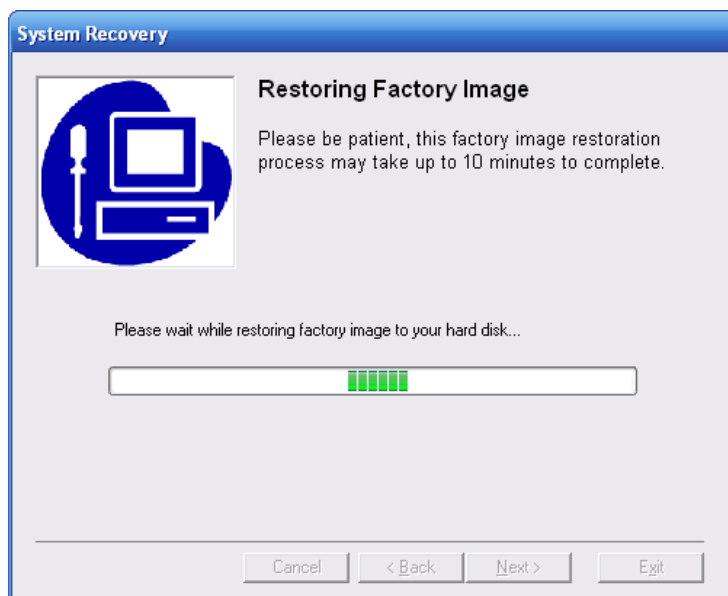 System Recovery
Restoring Factory Image
Please be patient, this factory image restoration
process may take up to 10 minutes to complete.
Please wait while restoring factory image to your hard disk...
Cancel
< Back
Next >
Exit